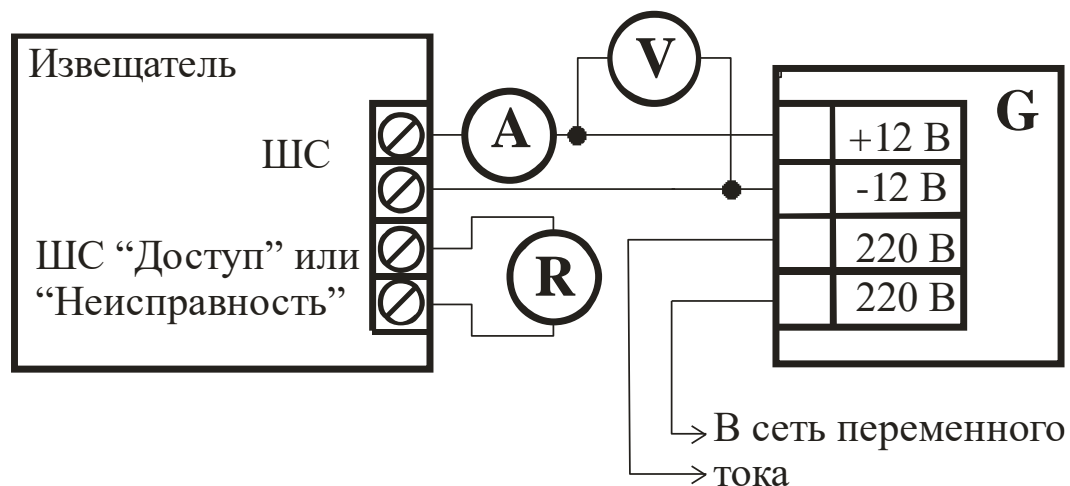 Извещатель
V
G
A
+12 В
ШС
-12 В
ШС “Доступ” или
“Неисправность”
R
220 В
220 В
В сеть переменного
тока